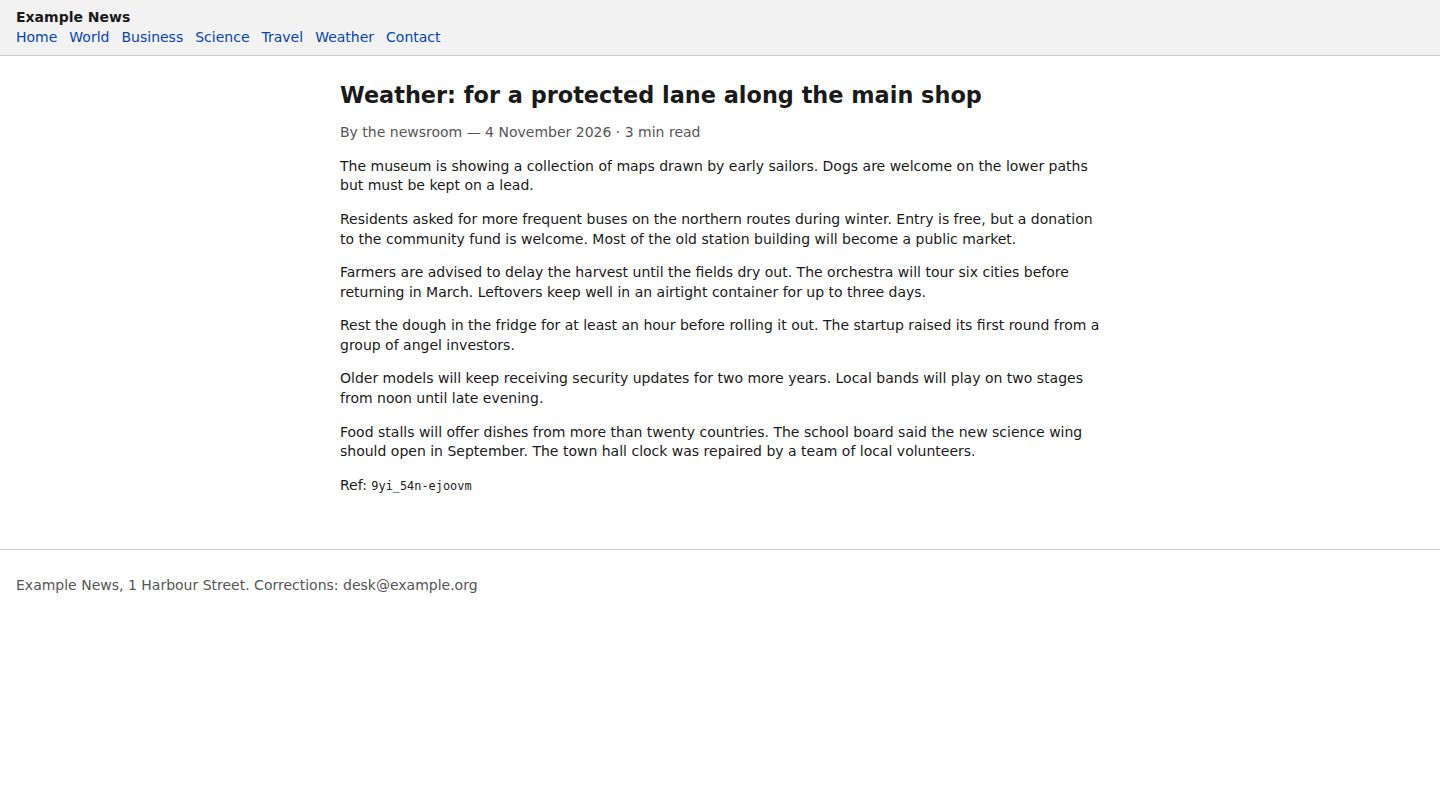 Example News
Home World Business Science Travel Weather Contact
Weather: for a protected lane along the main shop
By the newsroom — 4 November 2026 · 3 min read
The museum is showing a collection of maps drawn by early sailors. Dogs are welcome on the lower paths
but must be kept on a lead.
Residents asked for more frequent buses on the northern routes during winter. Entry is free, but a donation
to the community fund is welcome. Most of the old station building will become a public market.
Farmers are advised to delay the harvest until the fields dry out. The orchestra will tour six cities before
returning in March. Leftovers keep well in an airtight container for up to three days.
Rest the dough in the fridge for at least an hour before rolling it out. The startup raised its first round from a
group of angel investors.
Older models will keep receiving security updates for two more years. Local bands will play on two stages
from noon until late evening.
Food stalls will offer dishes from more than twenty countries. The school board said the new science wing
should open in September. The town hall clock was repaired by a team of local volunteers.
Ref: 9yi_54n-ejoovm
Example News, 1 Harbour Street. Corrections: desk@example.org